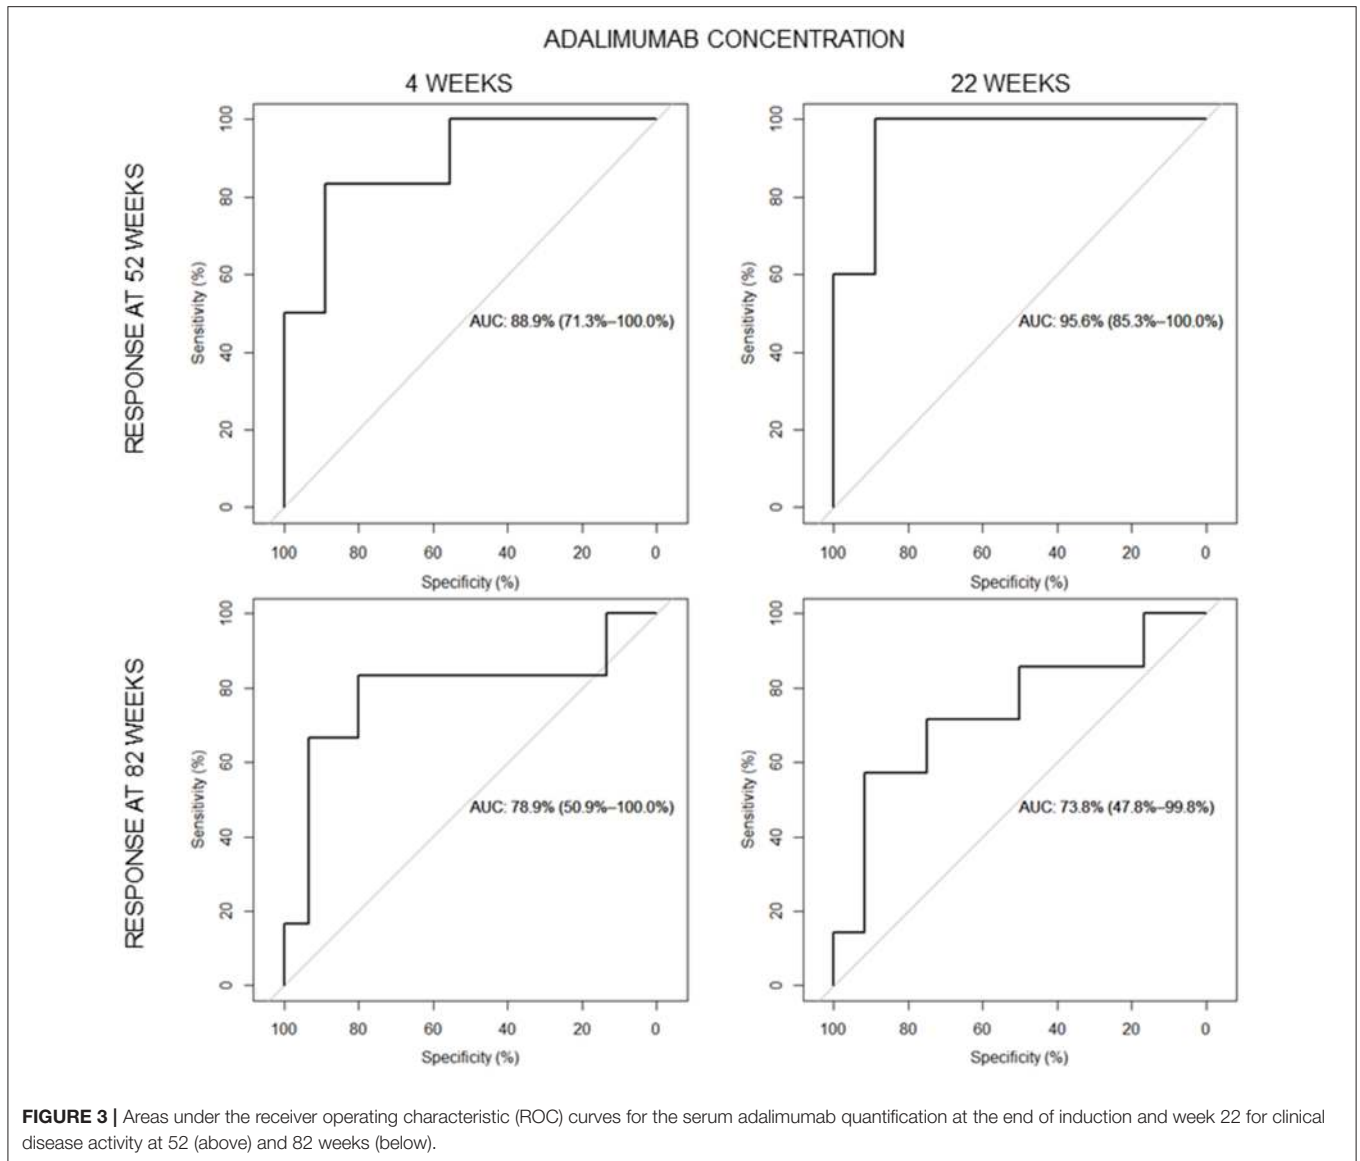 ADALIMUMAB CONCENTRATION
4 WEEKS
22 WEEKS
RESPONSE AT 52 WEEKS
Sensitivity (%)
100
80
60
40
20
0
AUC: 88.9% (71.3%–100.0%)
100 80 60 40 20 0
Specificity (%)
Sensitivity (%)
100
80
60
40
20
0
AUC: 95.6% (85.3%–100.0%)
100 80 60 40 20 0
Specificity (%)
RESPONSE AT 82 WEEKS
Sensitivity (%)
100
80
60
40
20
0
AUC: 78.9% (50.9%–100.0%)
100 80 60 40 20 0
Specificity (%)
Sensitivity (%)
100
80
60
40
20
0
AUC: 73.8% (47.8%–99.8%)
100 80 60 40 20 0
Specificity (%)
FIGURE 3 | Areas under the receiver operating characteristic (ROC) curves for the serum adalimumab quantification at the end of induction and week 22 for clinical
disease activity at 52 (above) and 82 weeks (below).